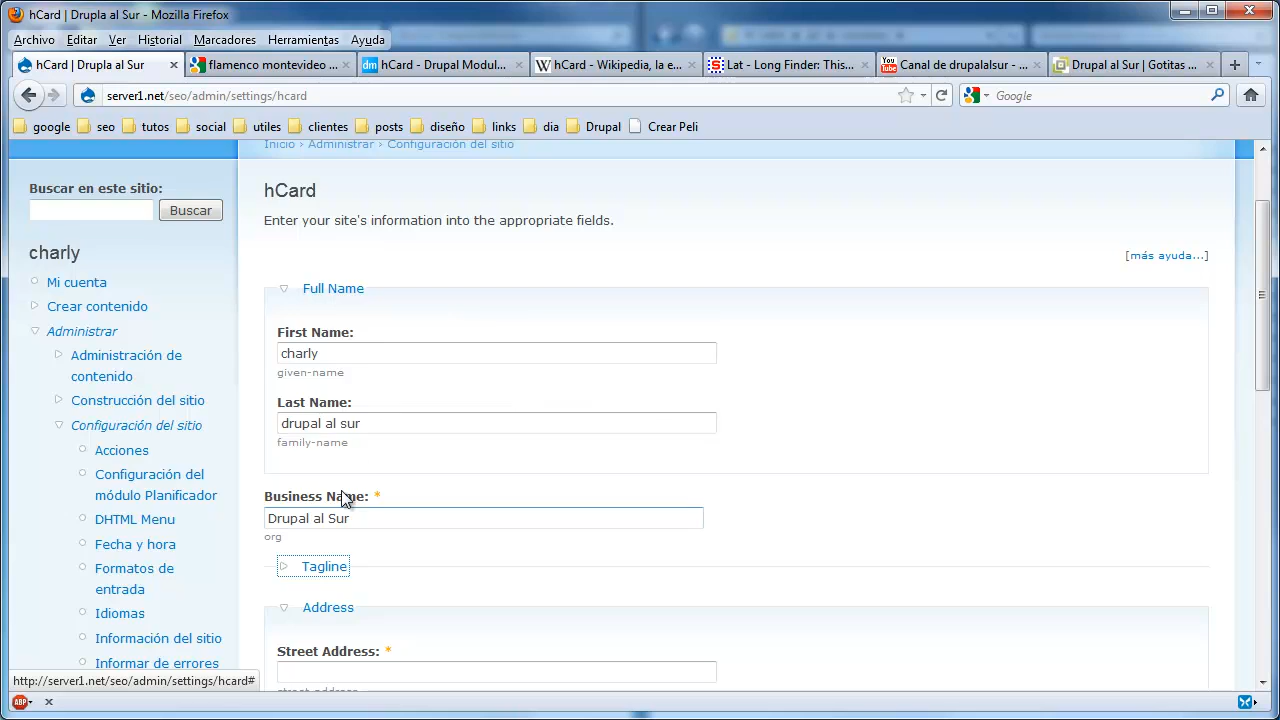 hCard | Drupla al Sur - Mozilla Firefox
Archivo Editar Ver Historial Marcadores Herramientas Ayuda
hCard | Drupla al Sur
flamenco montevideo ...
dm hCard - Drupal Modul...
W hCard - Wikipedia, la e...
Lat - Long Finder: This...
You Tube Canal de drupalalsur - ...
Drupal al Sur | Gotitas ...
server1.net/seo/admin/settings/hcard
Google
google seo tutos social utiles clientes posts diseño links dia Drupal Crear Peli
Inicio › Administrar › Configuración del sitio
Buscar en este sitio:
Buscar
charly
Mi cuenta
Crear contenido
Administrar
Administración de
contenido
Construcción del sitio
Configuración del sitio
Acciones
Configuración del
módulo Planificador
DHTML Menu
Fecha y hora
Formatos de
entrada
Idiomas
Información del sitio
Informar de errores
hCard
Enter your site's information into the appropriate fields.
[más ayuda...]
Full Name
First Name:
charly
given-name
Last Name:
drupal al sur
family-name
Business Name: *
Drupal al Sur
org
Tagline
Address
Street Address: *
street-address
http://server1.net/seo/admin/settings/hcard#
ABP